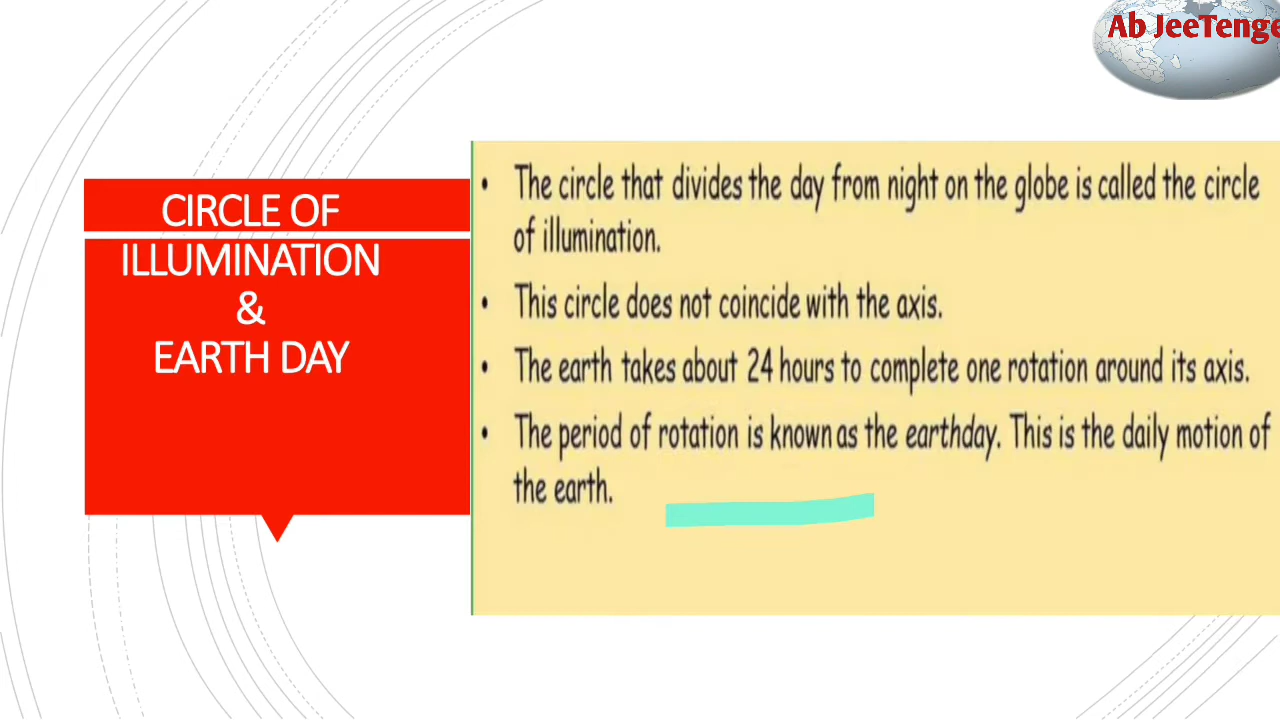 Ab JeeTenge
CIRCLE OF
ILLUMINATION
&
EARTH DAY
• The circle that divides the day from night on the globe is called the circle
of illumination.
• This circle does not coincide with the axis.
• The earth takes about 24 hours to complete one rotation around its axis.
• The period of rotation is known as the earthday. This is the daily motion of
the earth.